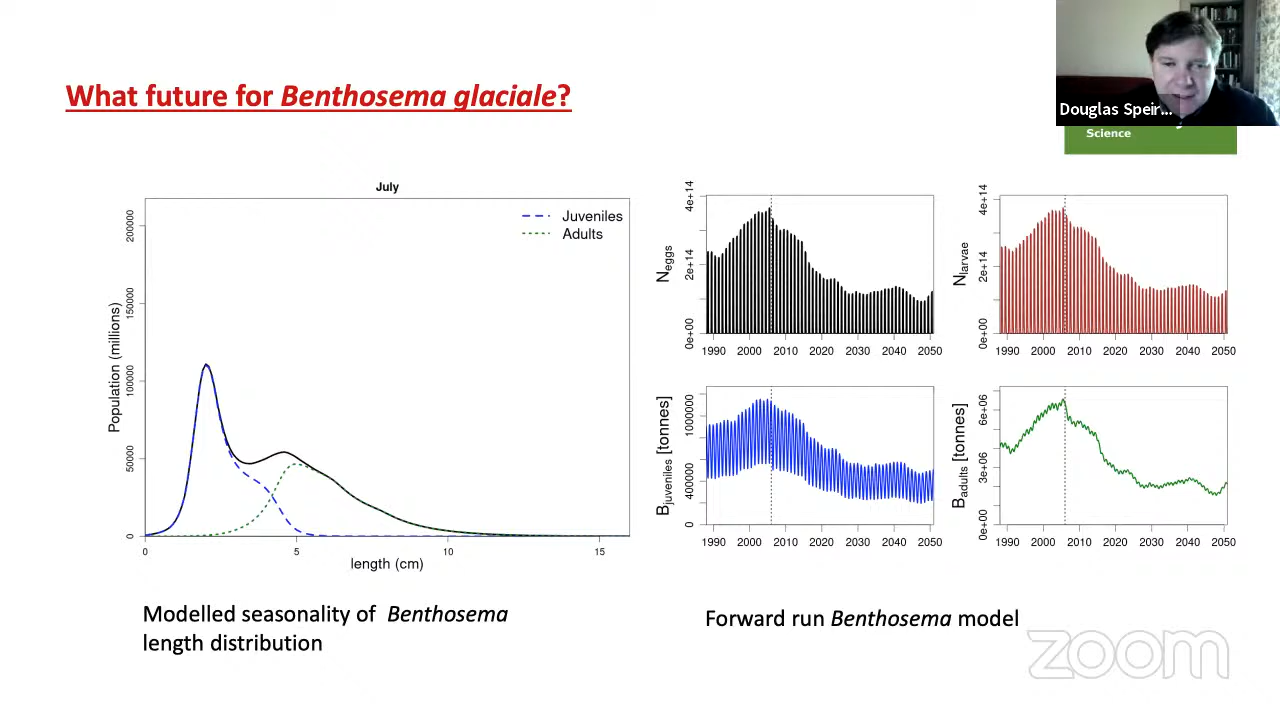 What future for Benthosema glaciale?
Douglas Speir...
Science
July
Juveniles
Adults
Population (millions)
200000
150000
100000
50000
0
0 5 10 15
length (cm)
Neggs
4e+14
2e+14
0e+00
1990 2000 2010 2020 2030 2040 2050
Nlarvae
4e+14
2e+14
0e+00
1990 2000 2010 2020 2030 2040 2050
Bjuveniles [tonnes]
1000000
400000
0
1990 2000 2010 2020 2030 2040 2050
Badults [tonnes]
6e+06
3e+06
0e+00
1990 2000 2010 2020 2030 2040 2050
Modelled seasonality of Benthosema
length distribution
Forward run Benthosema model
zoom